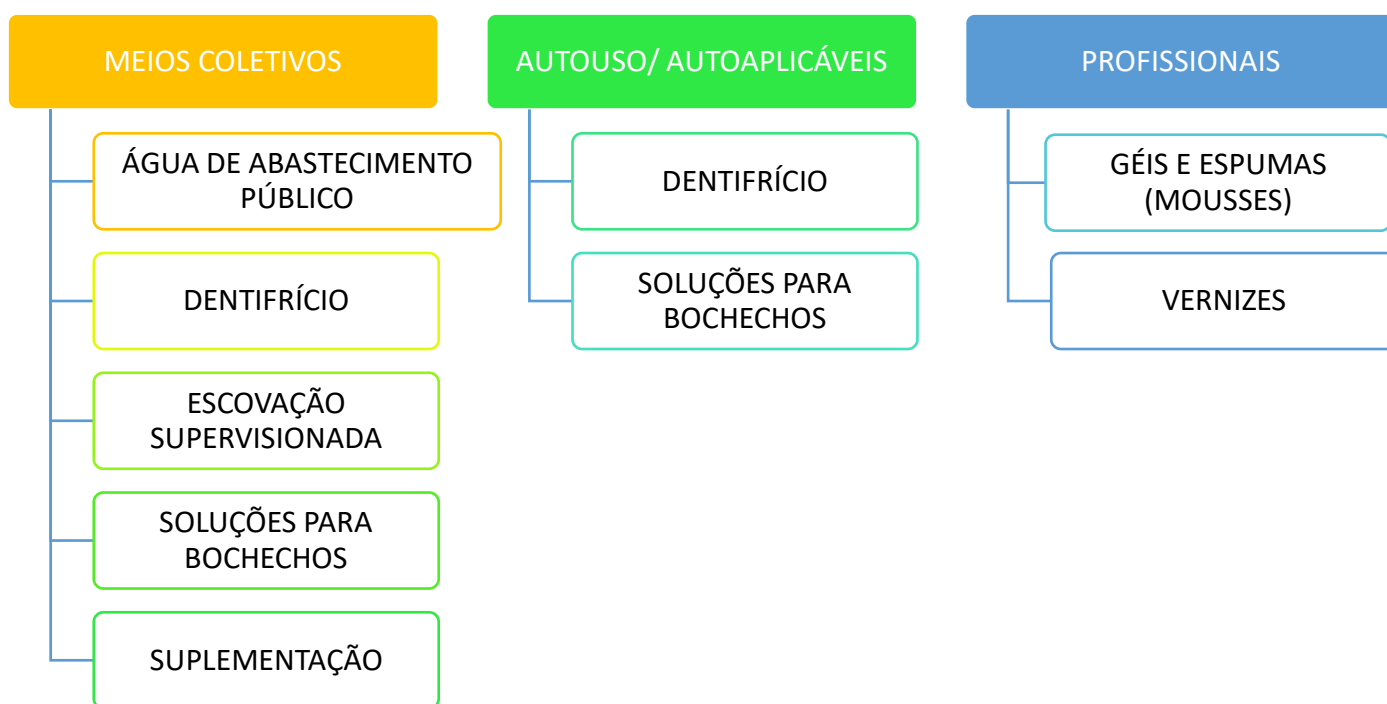 MEIOS COLETIVOS
ÁGUA DE ABASTECIMENTO
PÚBLICO
DENTIFRÍCIO
ESCOVAÇÃO
SUPERVISIONADA
SOLUÇÕES PARA
BOCHECHOS
SUPLEMENTAÇÃO
AUTOUSO/ AUTOAPLICÁVEIS
DENTIFRÍCIO
SOLUÇÕES PARA
BOCHECHOS
PROFISSIONAIS
GÉIS E ESPUMAS
(MOUSSES)
VERNIZES